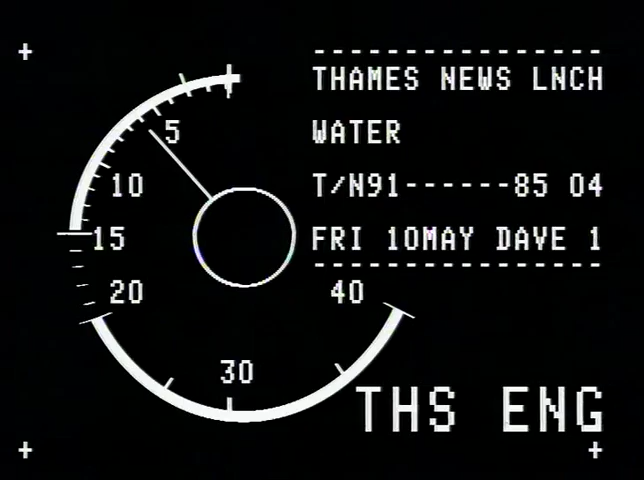 THAMES NEWS LNCH
WATER
T/N91------85 04
FRI 10MAY DAVE 1
5
10
15
20
30
40
THS ENG